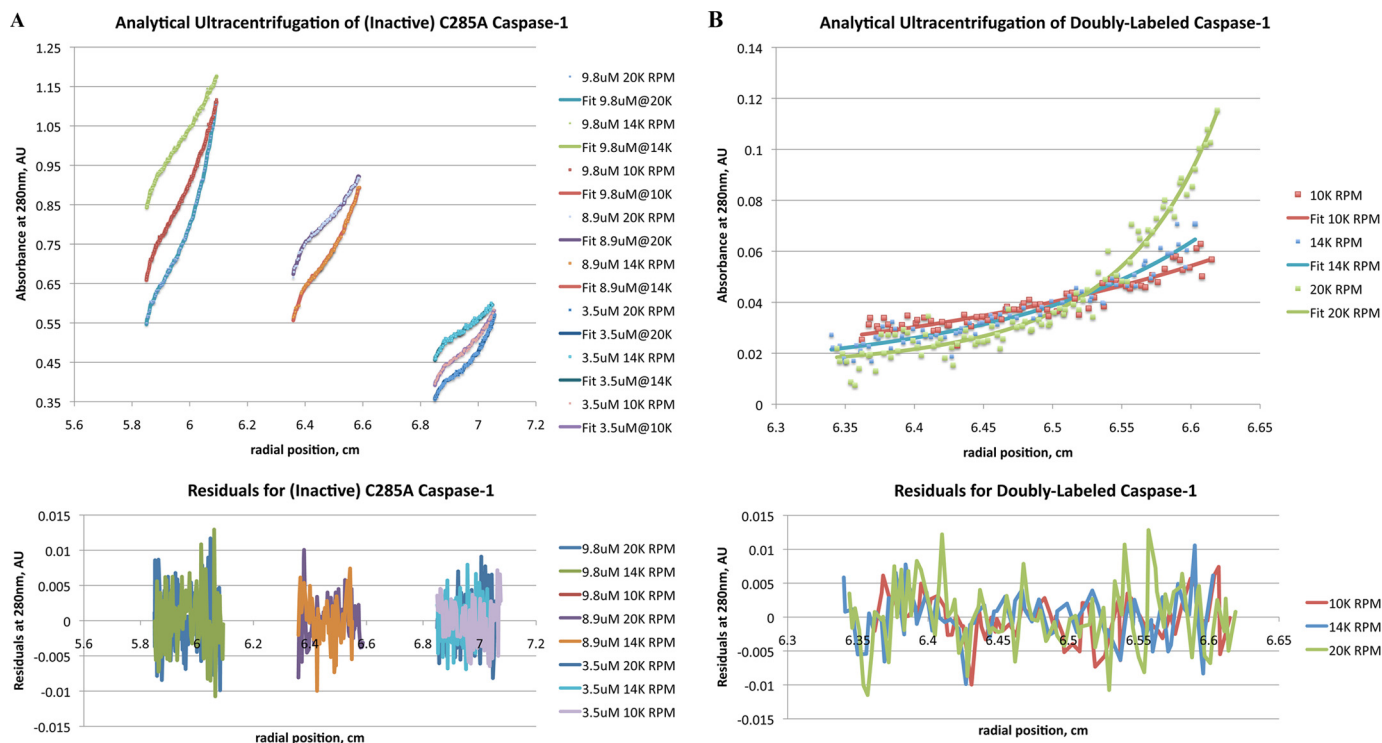 A
Analytical Ultracentrifugation of (Inactive) C285A Caspase-1
Absorbance at 280nm, AU
1.25
1.15
1.05
0.95
0.85
0.75
0.65
0.55
0.45
0.35
5.6
5.8
6
6.2
6.4
6.6
6.8
7
7.2
radial position, cm
9.8uM 20K RPM
Fit 9.8uM@20K
9.8uM 14K RPM
Fit 9.8uM@14K
9.8uM 10K RPM
Fit 9.8uM@10K
8.9uM 20K RPM
Fit 8.9uM@20K
8.9uM 14K RPM
Fit 8.9uM@14K
3.5uM 20K RPM
Fit 3.5uM@20K
3.5uM 14K RPM
Fit 3.5uM@14K
3.5uM 10K RPM
Fit 3.5uM@10K
B
Analytical Ultracentrifugation of Doubly-Labeled Caspase-1
Absorbance at 280nm, AU
0.14
0.12
0.1
0.08
0.06
0.04
0.02
0
6.3
6.35
6.4
6.45
6.5
6.55
6.6
6.65
radial position, cm
10K RPM
Fit 10K RPM
14K RPM
Fit 14K RPM
20K RPM
Fit 20K RPM
Residuals for (Inactive) C285A Caspase-1
Residuals at 280nm, AU
0.015
0.01
0.005
0
-0.005
-0.01
-0.015
5.6
5.8
6
6.2
6.4
6.6
6.8
7
7.2
radial position, cm
9.8uM 20K RPM
9.8uM 14K RPM
9.8uM 10K RPM
8.9uM 20K RPM
8.9uM 14K RPM
3.5uM 20K RPM
3.5uM 14K RPM
3.5uM 10K RPM
Residuals for Doubly-Labeled Caspase-1
Residuals at 280nm, AU
0.015
0.01
0.005
0
-0.005
-0.01
-0.015
6.3
6.35
6.4
6.45
6.5
6.55
6.6
6.65
radial position, cm
10K RPM
14K RPM
20K RPM